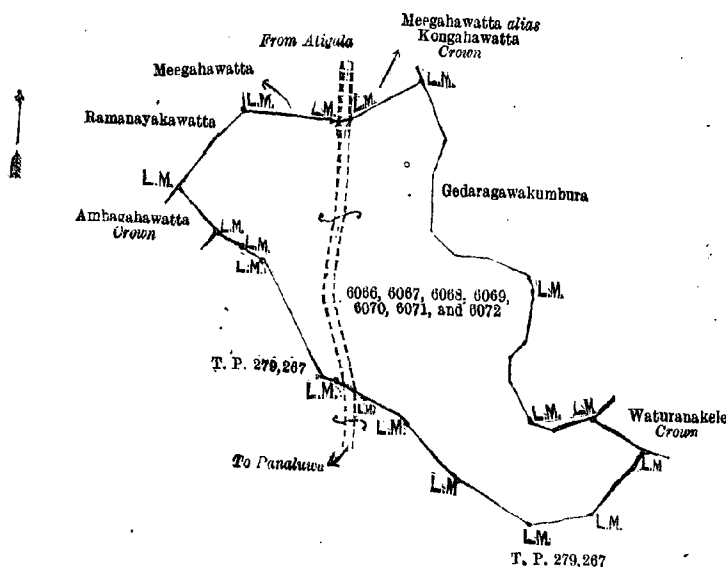 Meegahawatta alias
Kongahawatta
Crown
From Atigala
Meegahawatta
L.M.
L.M.
L.M.
L.M.
Ramanayakawatta
L.M.
Gedaragawakumbura
Ambagahawatta
Crown
L.M.
L.M.
L.M.
L.M.
6066, 6067, 6068, 6069,
6070, 6071, and 6072
T. P. 279,267
L.M.
L.M.
L.M.
L.M.
L.M.
Waturanakele
Crown
To Panaluwa
L.M
L.M
L.M.
L.M.
T. P. 279,267